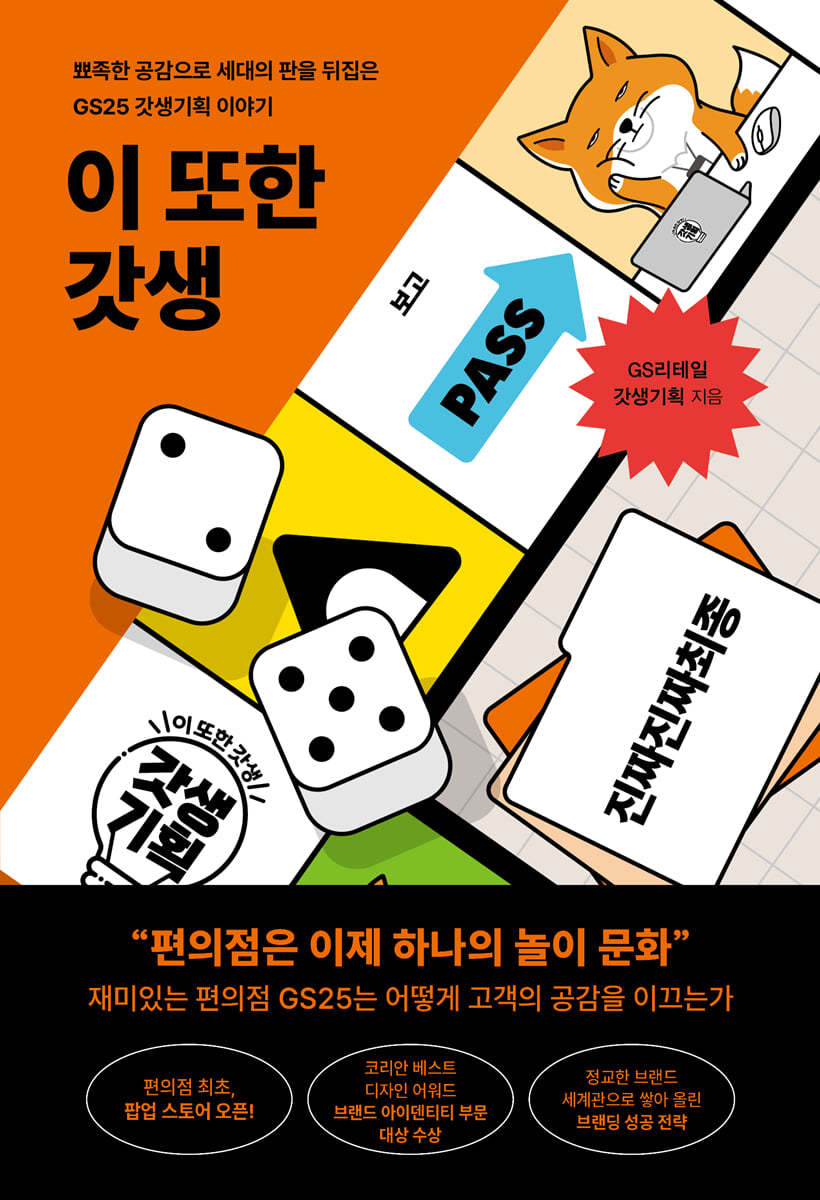 뾰족한 공감으로 세대의 판을 뒤집은
GS25 갓생기획 이야기
이 또한
갓생
보고
PASS
갓생
기획
GS리테일
갓생기획 지음
진짜진짜최종
이 또한 갓생
갓생
기획
“편의점은 이제 하나의 놀이 문화”
재미있는 편의점 GS25는 어떻게 고객의 공감을 이끄는가
편의점 최초,
팝업 스토어 오픈!
코리안 베스트
디자인 어워드
브랜드 아이덴티티 부문
대상 수상
정교한 브랜드
세계관으로 쌓아 올린
브랜딩 성공 전략